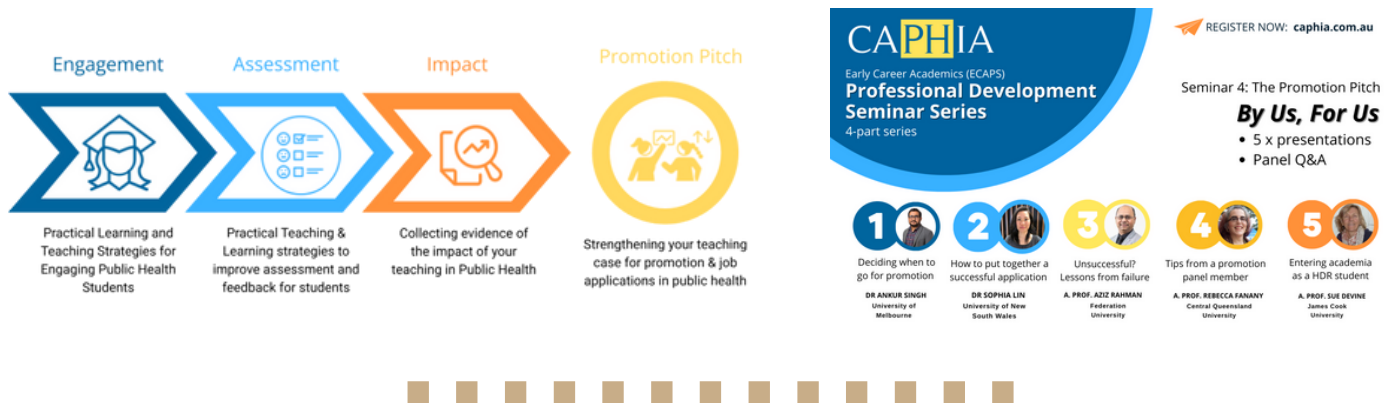 Engagement
Practical Learning and
Teaching Strategies for
Engaging Public Health
Students
Assessment
Practical Teaching &
Learning strategies to
improve assessment and
feedback for students
Impact
Collecting evidence of
the impact of your
teaching in Public Health
Promotion Pitch
Strengthening your teaching
case for promotion & job
applications in public health
CAPHIA
Early Career Academics (ECAPS)
Professional Development
Seminar Series
4-part series
REGISTER NOW: caphia.com.au
Seminar 4: The Promotion Pitch
By Us, For Us
• 5 x presentations
• Panel Q&A
1
Deciding when to
go for promotion
DR ANKUR SINGH
University of
Melbourne
2
How to put together a
successful application
DR SOPHIA LIN
University of New
South Wales
3
Unsuccessful?
Lessons from failure
A. PROF. AZIZ RAHMAN
Federation
University
4
Tips from a promotion
panel member
A. PROF. REBECCA FANANY
Central Queensland
University
5
Entering academia
as a HDR student
A. PROF. SUE DEVINE
James Cook
University